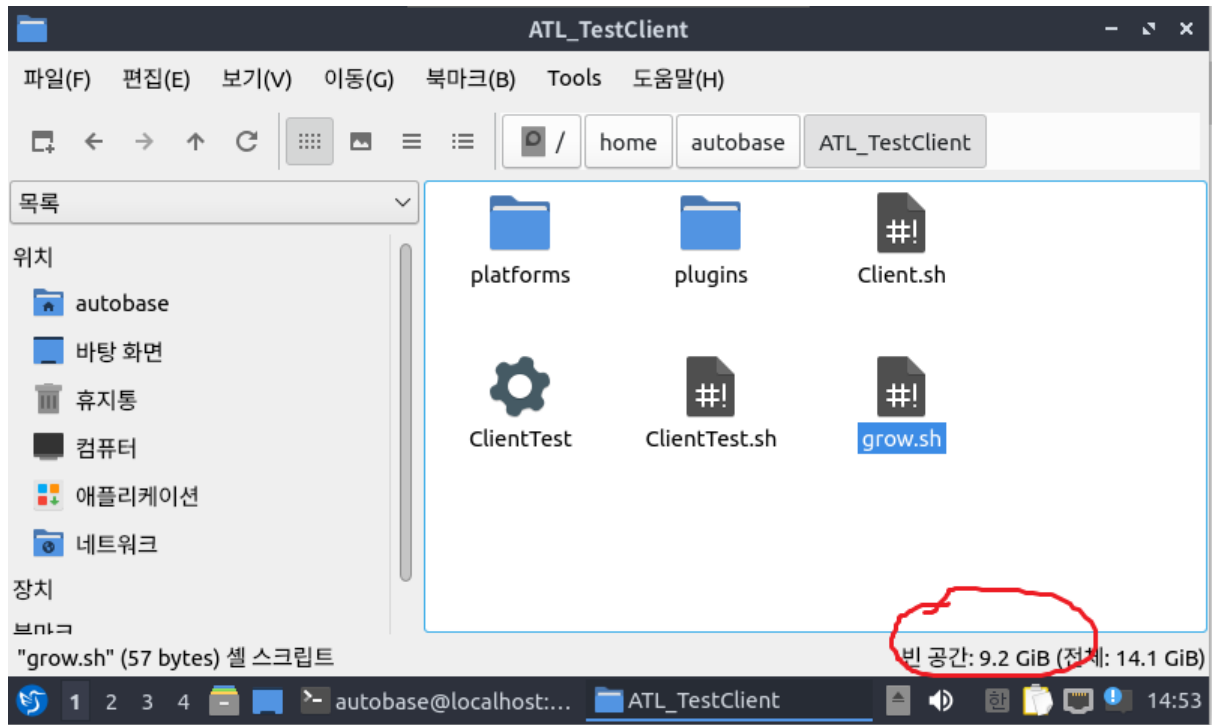 ATL_TestClient
파일(F) 편집(E) 보기(V) 이동(G) 북마크(B) Tools 도움말(H)
/ home autobase ATL_TestClient
목록
위치
autobase
바탕 화면
휴지통
컴퓨터
애플리케이션
네트워크
장치
북마크
platforms plugins Client.sh
ClientTest ClientTest.sh grow.sh
"grow.sh" (57 bytes) 셸 스크립트 빈 공간: 9.2 GiB (전체: 14.1 GiB)
1 2 3 4 autobase@localhost:... ATL_TestClient 한 14:53